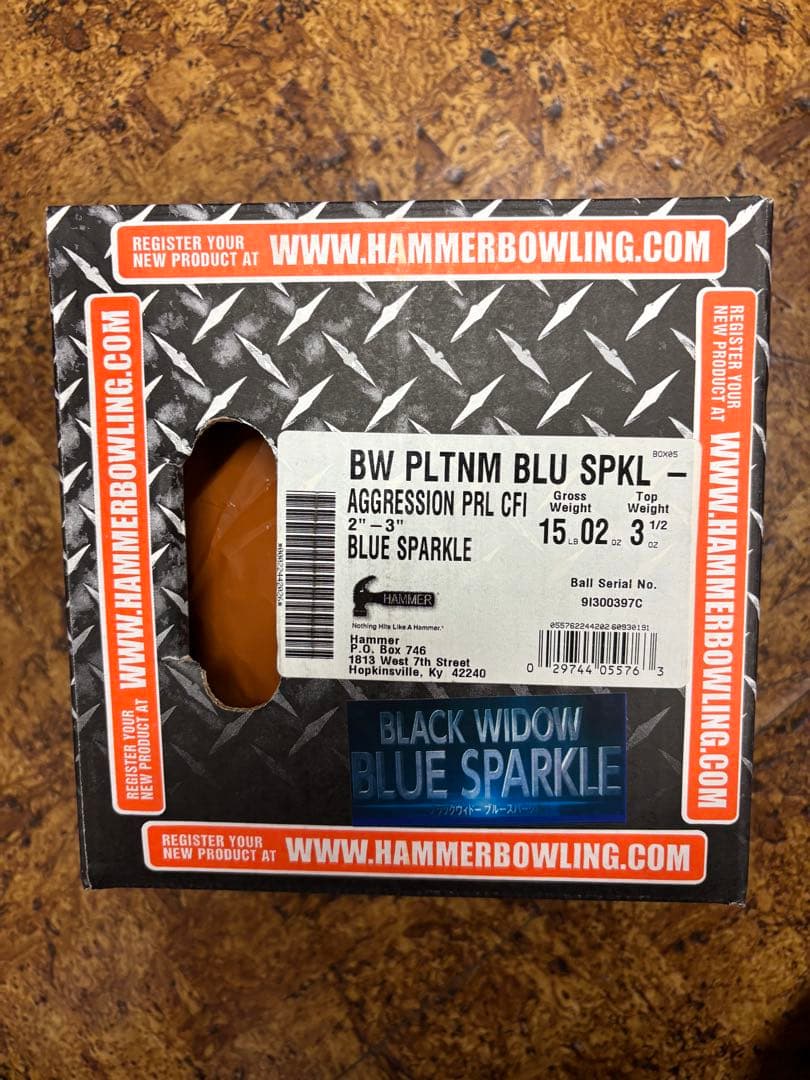 REGISTER YOUR
NEW PRODUCT AT WWW.HAMMERBOWLING.COM
REGISTER YOUR
NEW PRODUCT AT WWW.HAMMERBOWLING.COM
REGISTER YOUR
NEW PRODUCT AT WWW.HAMMERBOWLING.COM
BOX05
BW PLTNM BLU SPKL –
AGGRESSION PRL CFI
2"–3"
BLUE SPARKLE
Gross
Weight
15 LB 02 OZ
Top
Weight
3 1/2 OZ
HAMMER
Nothing Hits Like A Hammer.
Hammer
P.O. Box 746
1813 West 7th Street
Hopkinsville, Ky 42240
Ball Serial No.
9I300397C
055762244202 60930191
0 29744 05576 3
BLACK WIDOW
BLUE SPARKLE
REGISTER YOUR
NEW PRODUCT AT WWW.HAMMERBOWLING.COM